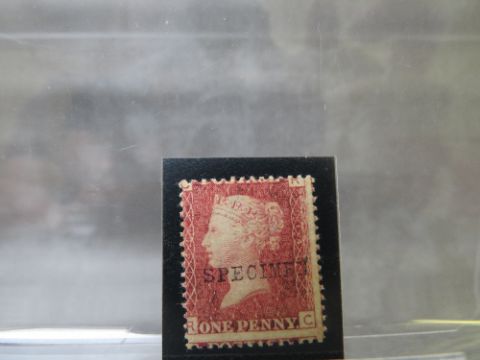 K
SPECIMEN
R ONE PENNY C